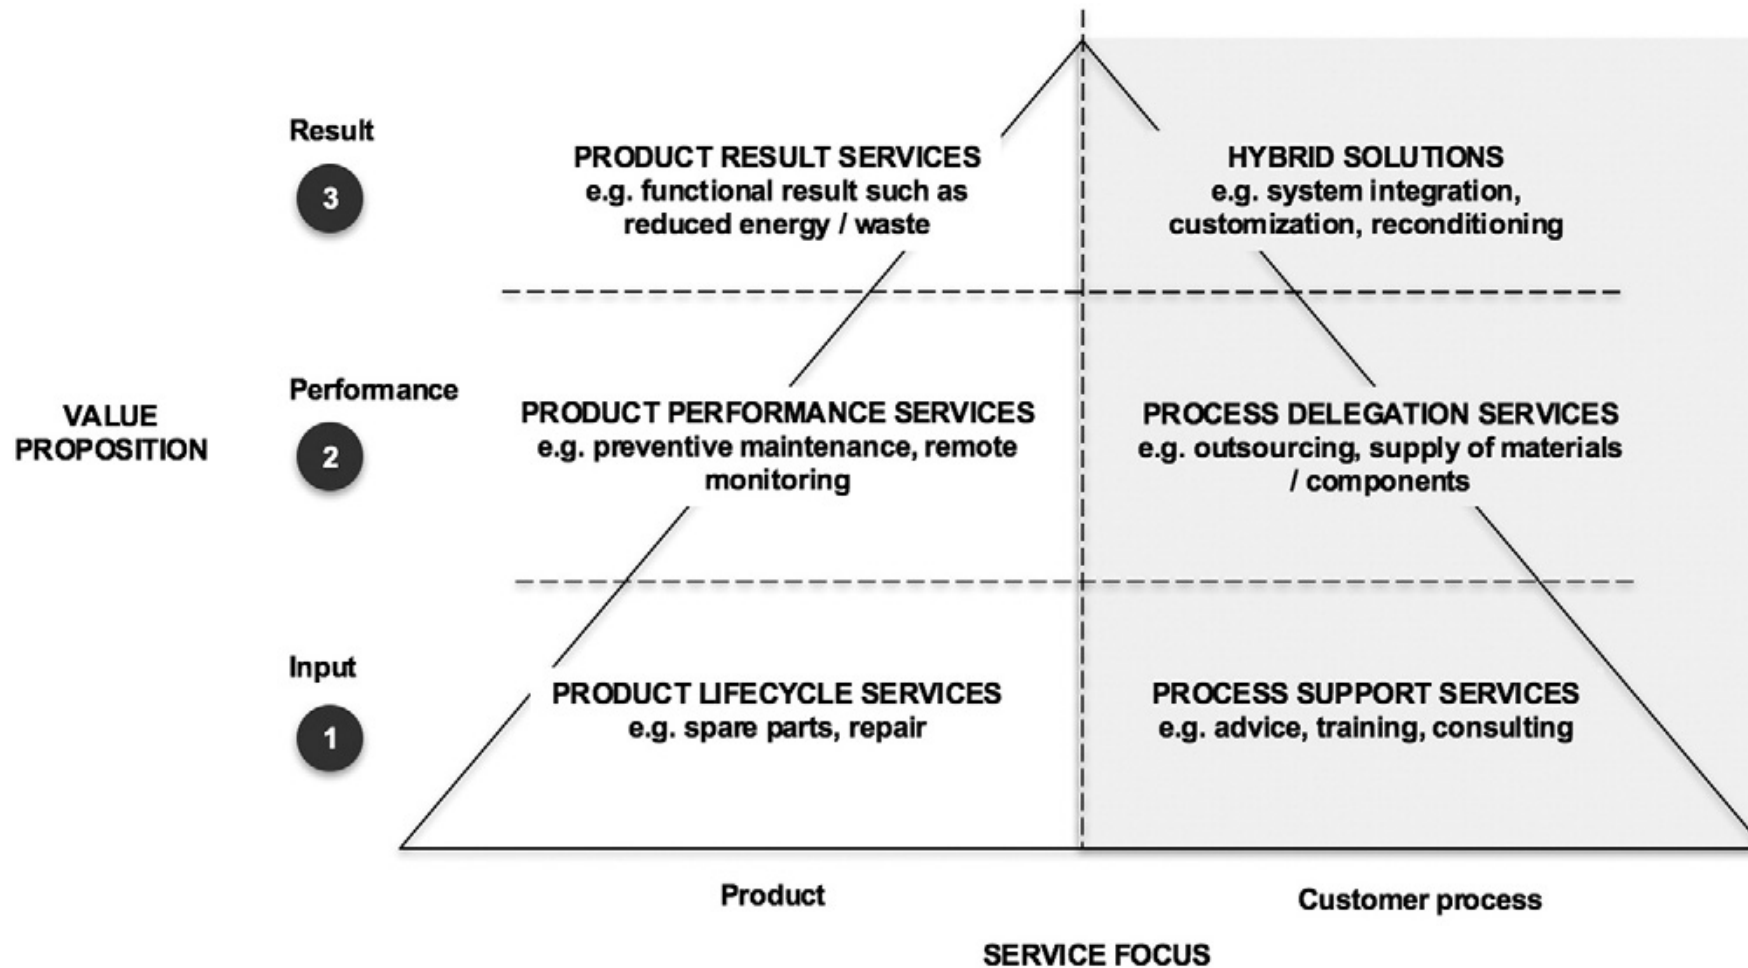 Result
3
PRODUCT RESULT SERVICES
e.g. functional result such as
reduced energy / waste
HYBRID SOLUTIONS
e.g. system integration,
customization, reconditioning
VALUE
PROPOSITION
Performance
2
PRODUCT PERFORMANCE SERVICES
e.g. preventive maintenance, remote
monitoring
PROCESS DELEGATION SERVICES
e.g. outsourcing, supply of materials
/ components
Input
1
PRODUCT LIFECYCLE SERVICES
e.g. spare parts, repair
PROCESS SUPPORT SERVICES
e.g. advice, training, consulting
Product
Customer process
SERVICE FOCUS